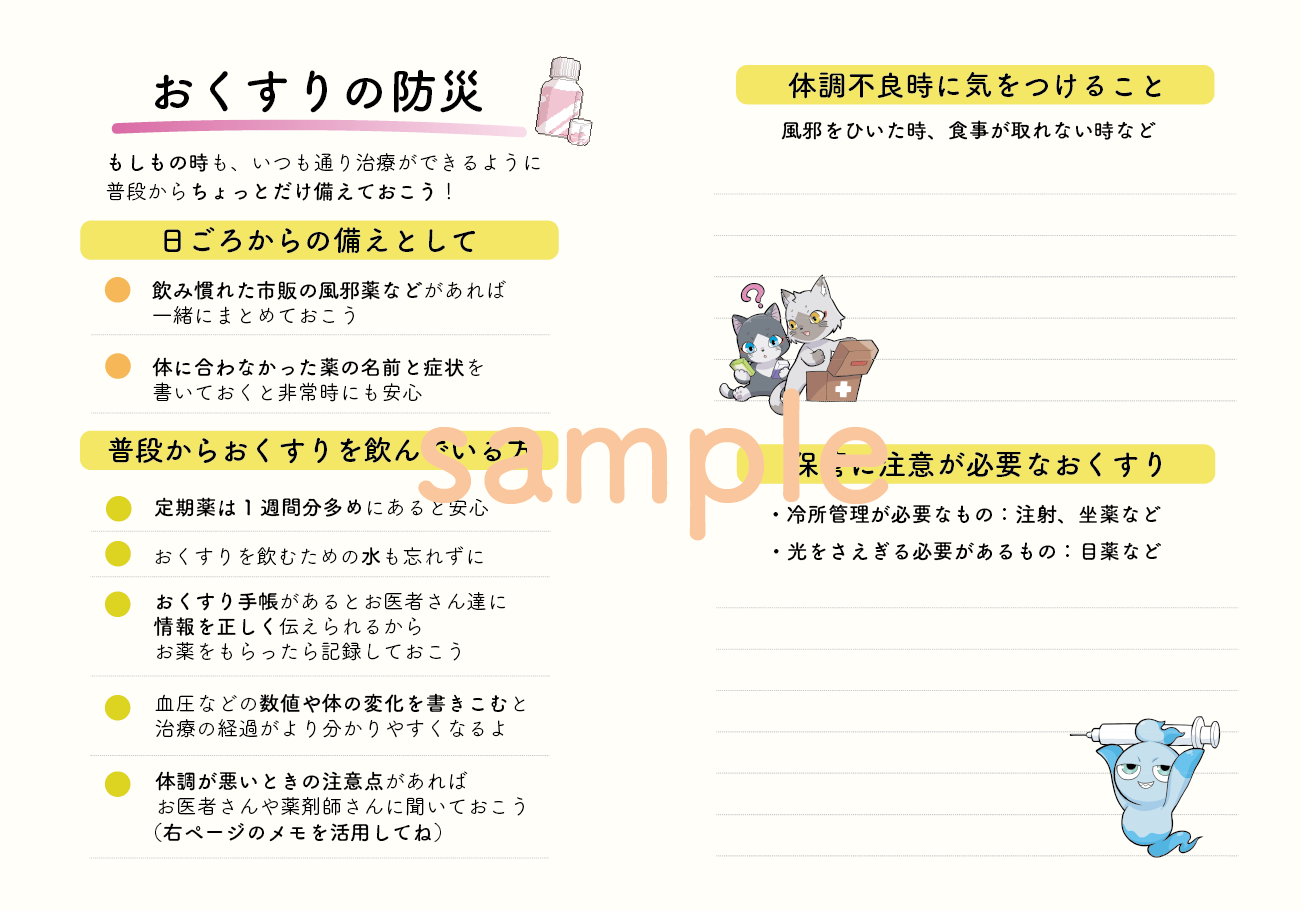 おくすりの防災
もしもの時も、いつも通り治療ができるように
普段からちょっとだけ備えておこう！
日ごろからの備えとして
飲み慣れた市販の風邪薬などがあれば
一緒にまとめておこう
体に合わなかった薬の名前と症状を
書いておくと非常時にも安心
普段からおくすりを飲んでいる方
定期薬は1週間分多めにあると安心
おくすりを飲むための水も忘れずに
おくすり手帳があるとお医者さん達に
情報を正しく伝えられるから
お薬をもらったら記録しておこう
血圧などの数値や体の変化を書きこむと
治療の経過がより分かりやすくなるよ
体調が悪いときの注意点があれば
お医者さんや薬剤師さんに聞いておこう
（右ページのメモを活用してね）
体調不良時に気をつけること
風邪をひいた時、食事が取れない時など
?
sample
保管に注意が必要なおくすり
・冷所管理が必要なもの：注射、坐薬など
・光をさえぎる必要があるもの：目薬など